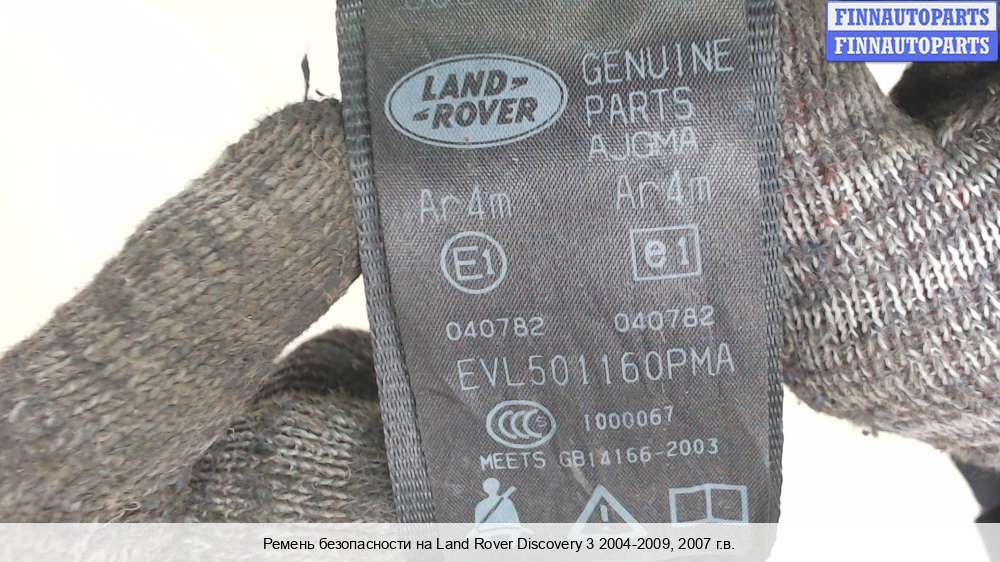 FINNAUTOPARTS
FINNAUTOPARTS
LAND
ROVER
GENUINE
PARTS
AJGMA
Ar4m
Ar4m
E1
e1
040782
040782
EVL501160PMA
CCC S
1000067
MEETS GB14166-2003
Ремень безопасности на Land Rover Discovery 3 2004-2009, 2007 г.в.